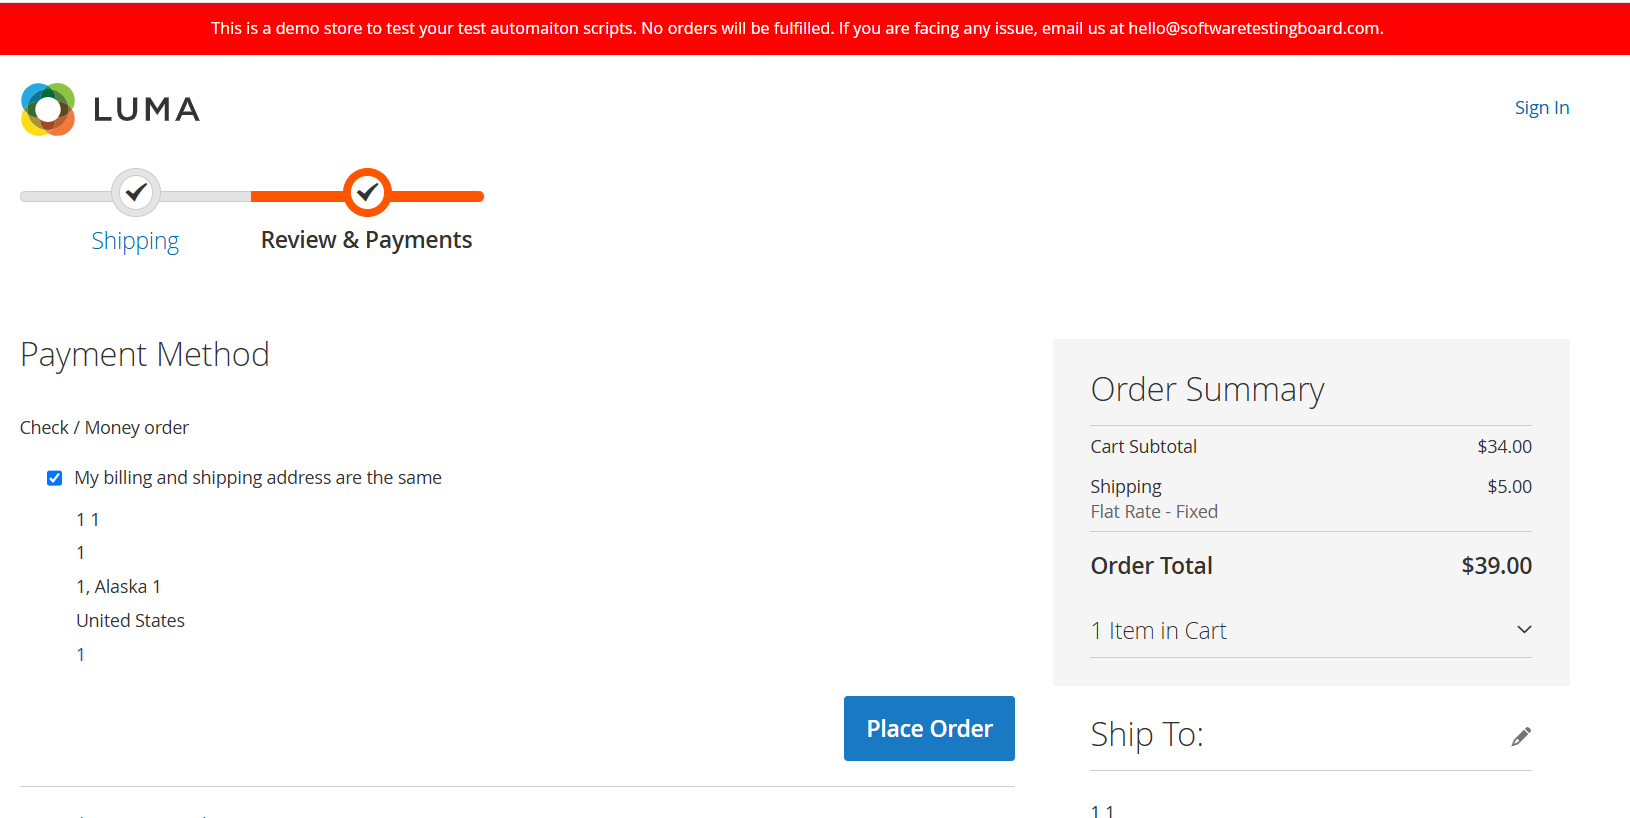 This is a demo store to test your test automaiton scripts. No orders will be fulfilled. If you are facing any issue, email us at hello@softwaretestingboard.com.
LUMA
Sign In
Shipping
Review & Payments
Payment Method
Check / Money order
My billing and shipping address are the same
1 1
1
1, Alaska 1
United States
1
Place Order
Order Summary
Cart Subtotal $34.00
Shipping $5.00
Flat Rate - Fixed
Order Total $39.00
1 Item in Cart
Ship To:
1 1